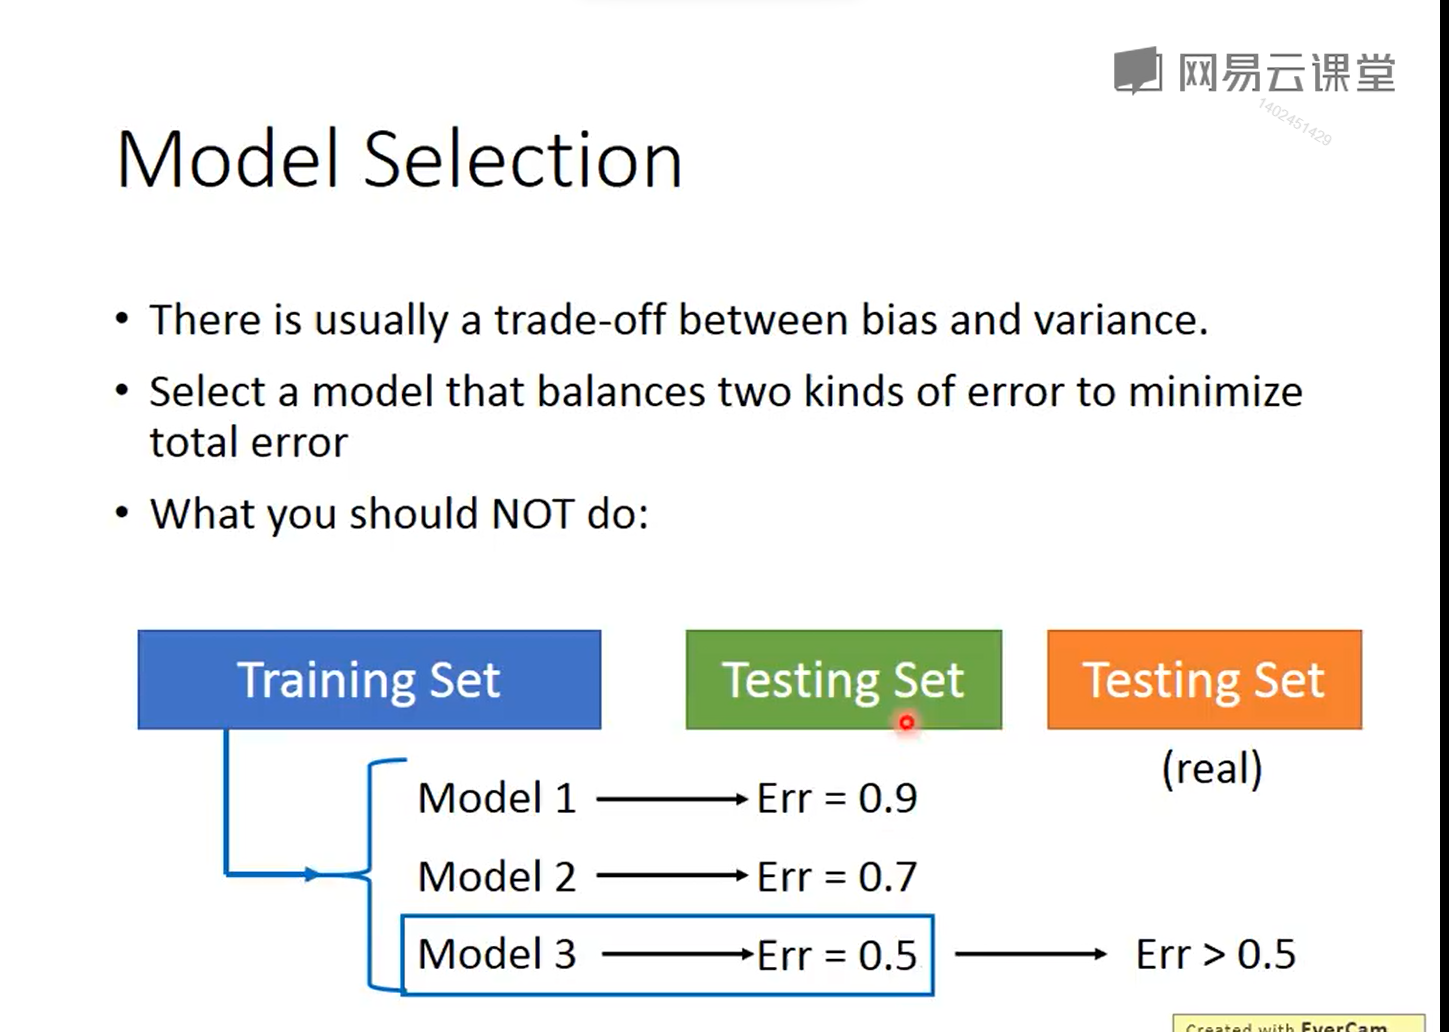 网易云课堂
1402451429
Model Selection
• There is usually a trade-off between bias and variance.
• Select a model that balances two kinds of error to minimize
total error
• What you should NOT do:
Training Set
Testing Set
Testing Set
(real)
Model 1
Err = 0.9
Model 2
Err = 0.7
Model 3
Err = 0.5
Err > 0.5
Created with EverCam